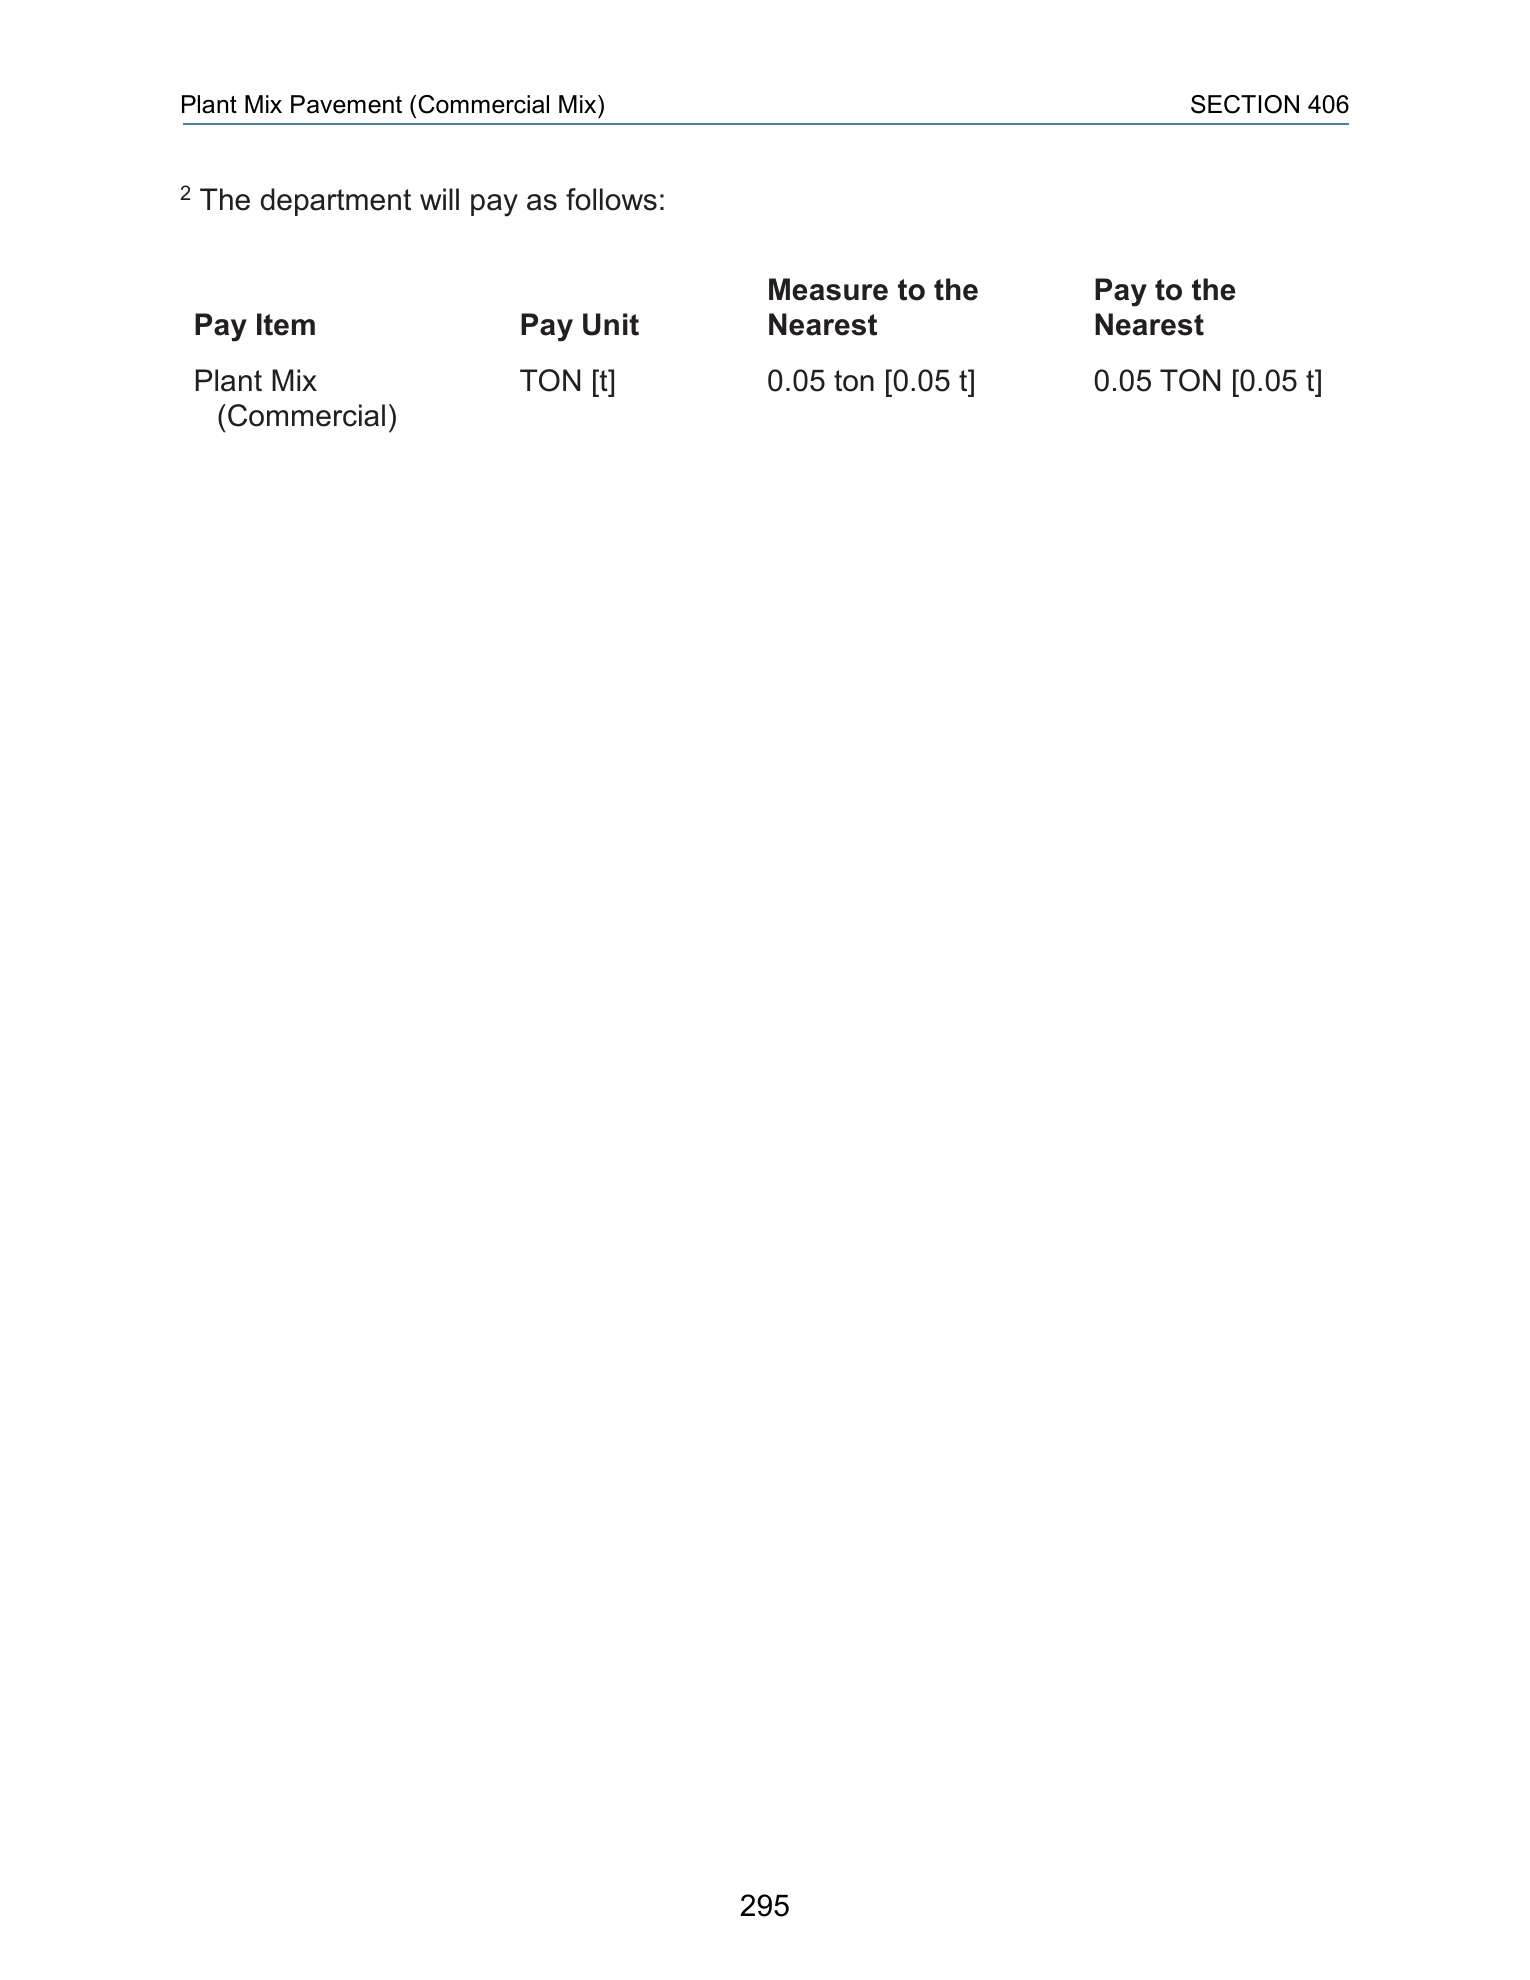 Plant Mix Pavement (Commercial Mix) SECTION 406
² The department will pay as follows:
Measure to the Pay to the
Pay Item Pay Unit Nearest Nearest
Plant Mix TON [t] 0.05 ton [0.05 t] 0.05 TON [0.05 t]
(Commercial)
295